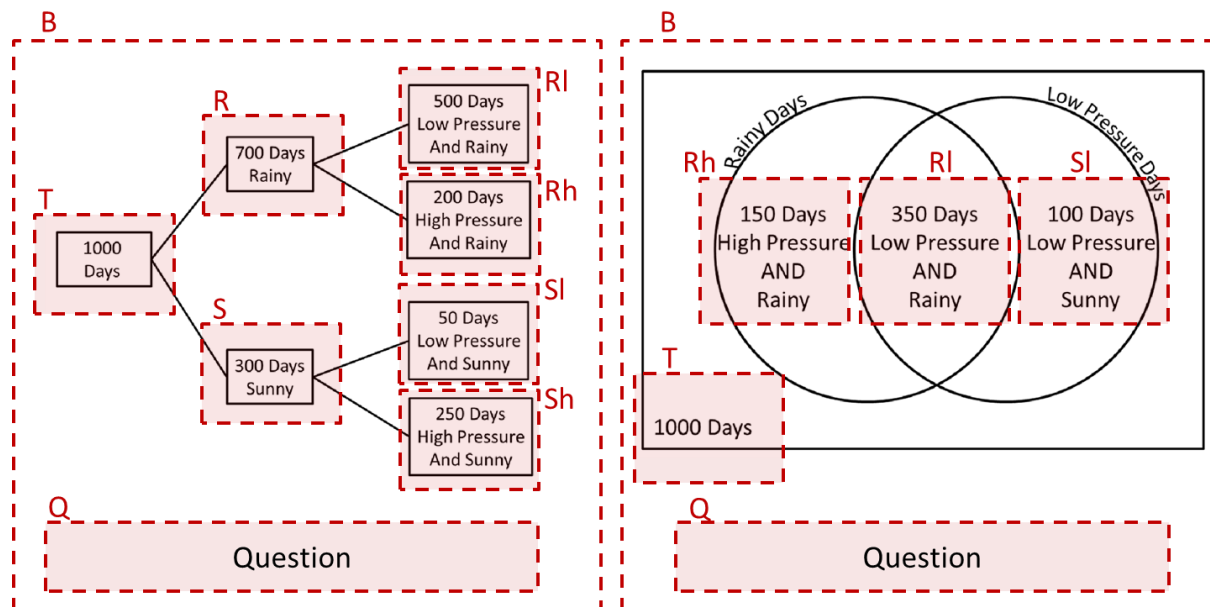 B
T
1000
Days
R
700 Days
Rainy
S
300 Days
Sunny
Rl
500 Days
Low Pressure
And Rainy
Rh
200 Days
High Pressure
And Rainy
Sl
50 Days
Low Pressure
And Sunny
Sh
250 Days
High Pressure
And Sunny
Q
Question
B
Rainy Days
Low Pressure Days
Rh
150 Days
High Pressure
AND
Rainy
Rl
350 Days
Low Pressure
AND
Rainy
Sl
100 Days
Low Pressure
AND
Sunny
T
1000 Days
Q
Question